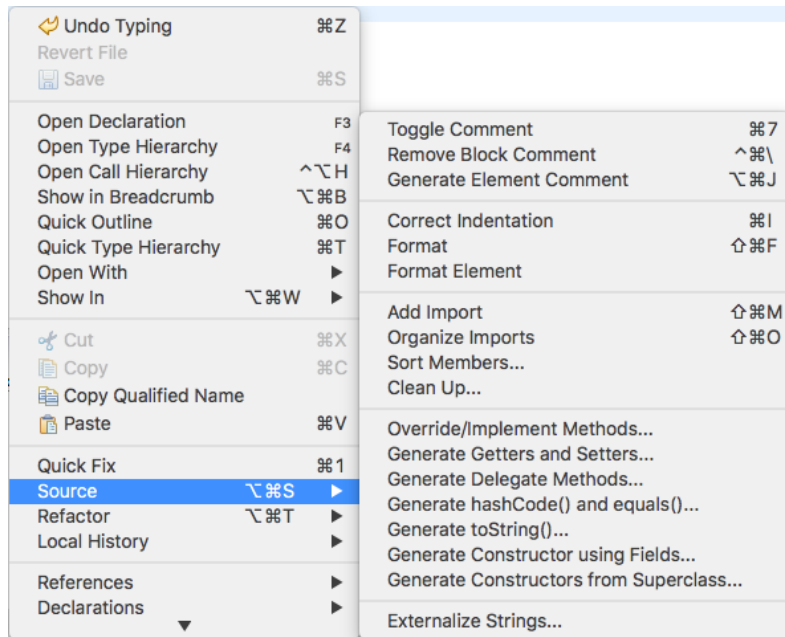 Undo Typing ⌘Z
Revert File
Save ⌘S
Open Declaration F3
Open Type Hierarchy F4
Open Call Hierarchy ^⌥H
Show in Breadcrumb ⌥⌘B
Quick Outline ⌘O
Quick Type Hierarchy ⌘T
Open With ▶
Show In ⌥⌘W ▶
Cut ⌘X
Copy ⌘C
Copy Qualified Name
Paste ⌘V
Quick Fix ⌘1
Source ⌥⌘S ▶
Refactor ⌥⌘T ▶
Local History ▶
References ▶
Declarations ▶
Toggle Comment ⌘7
Remove Block Comment ^⌘\
Generate Element Comment ⌥⌘J
Correct Indentation ⌘I
Format ⇧⌘F
Format Element
Add Import ⇧⌘M
Organize Imports ⇧⌘O
Sort Members...
Clean Up...
Override/Implement Methods...
Generate Getters and Setters...
Generate Delegate Methods...
Generate hashCode() and equals()...
Generate toString()...
Generate Constructor using Fields...
Generate Constructors from Superclass...
Externalize Strings...